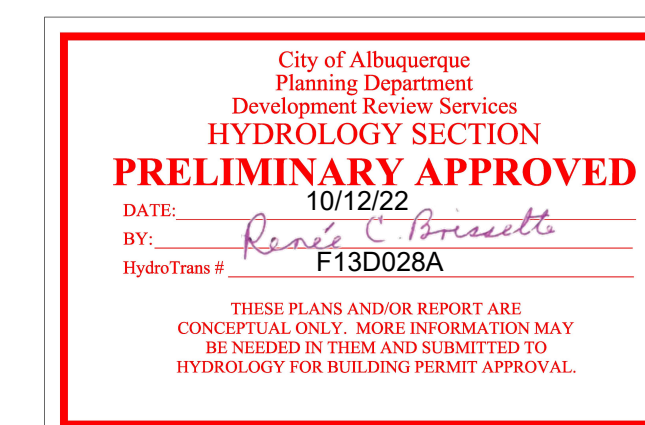 City of Albuquerque
Planning Department
Development Review Services
HYDROLOGY SECTION
PRELIMINARY APPROVED
DATE: 10/12/22
BY: Renée C. Brissette
HydroTrans # F13D028A
THESE PLANS AND/OR REPORT ARE
CONCEPTUAL ONLY. MORE INFORMATION MAY
BE NEEDED IN THEM AND SUBMITTED TO
HYDROLOGY FOR BUILDING PERMIT APPROVAL.